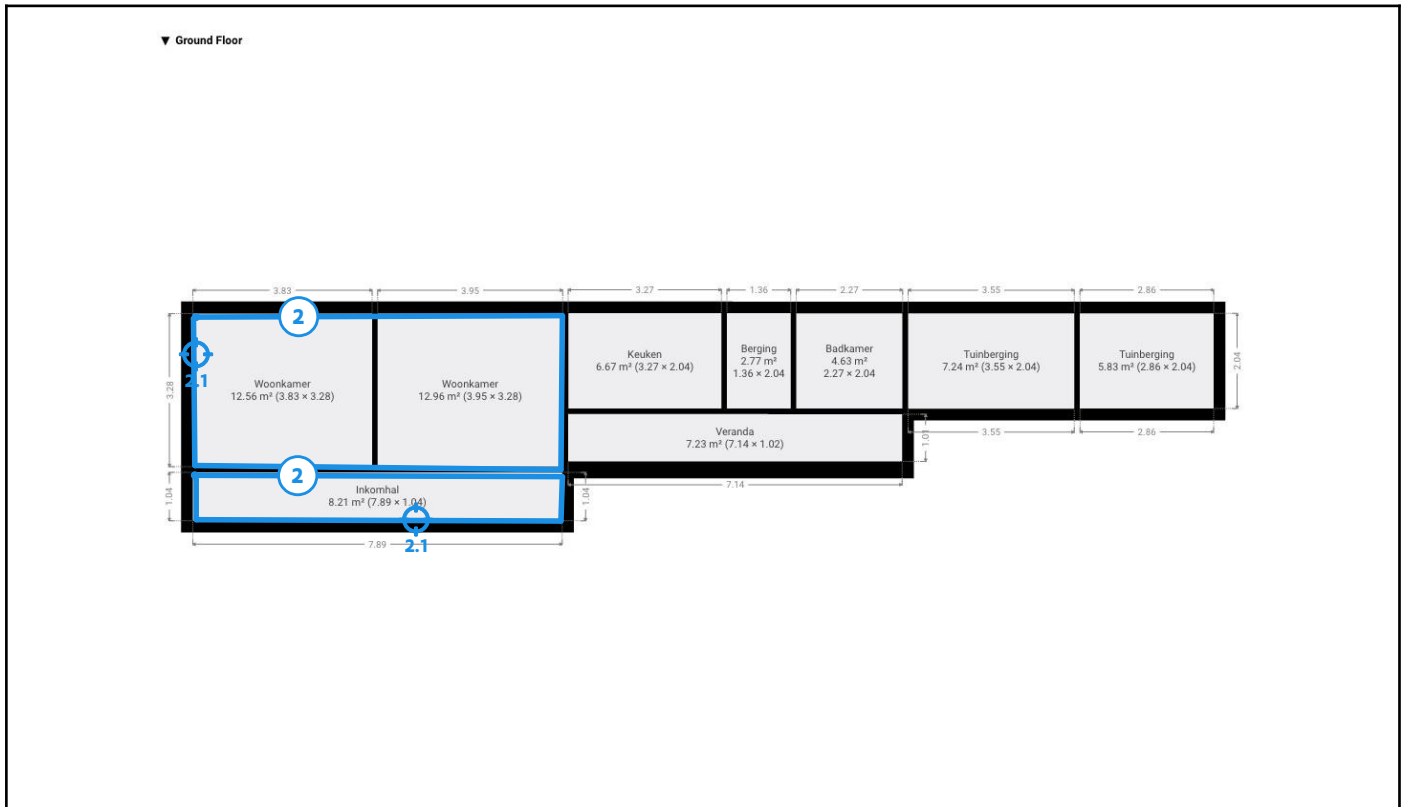 ▼ Ground Floor
3.83
3.95
3.27
1.36
2.27
3.55
2.86
2
2.1
3.28
Woonkamer
12.56 m² (3.83 × 3.28)
Woonkamer
12.96 m² (3.95 × 3.28)
Keuken
6.67 m² (3.27 × 2.04)
Berging
2.77 m²
1.36 × 2.04
Badkamer
4.63 m²
2.27 × 2.04
Tuinberging
7.24 m² (3.55 × 2.04)
Tuinberging
5.83 m² (2.86 × 2.04)
2.04
Veranda
7.23 m² (7.14 × 1.02)
1.01
3.55
2.86
7.14
2
1.04
Inkomhal
8.21 m² (7.89 × 1.04)
1.04
2.1
7.89